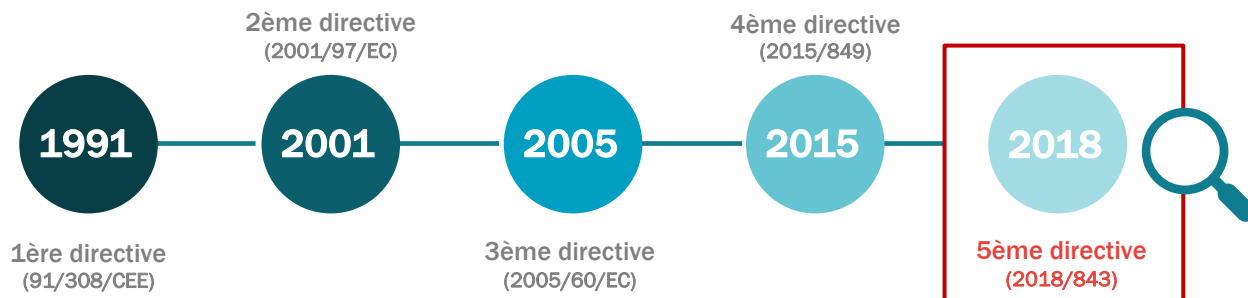 1991
1ère directive
(91/308/CEE)
2ème directive
(2001/97/EC)
2001
2005
3ème directive
(2005/60/EC)
4ème directive
(2015/849)
2015
2018
5ème directive
(2018/843)